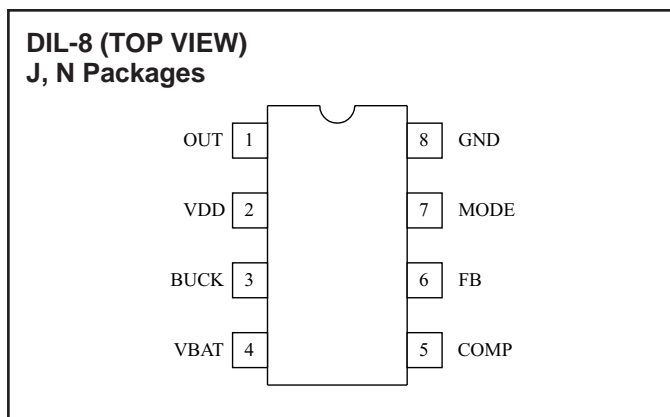 DIL-8 (TOP VIEW)
J, N Packages
OUT 1 8 GND
VDD 2 7 MODE
BUCK 3 6 FB
VBAT 4 5 COMP